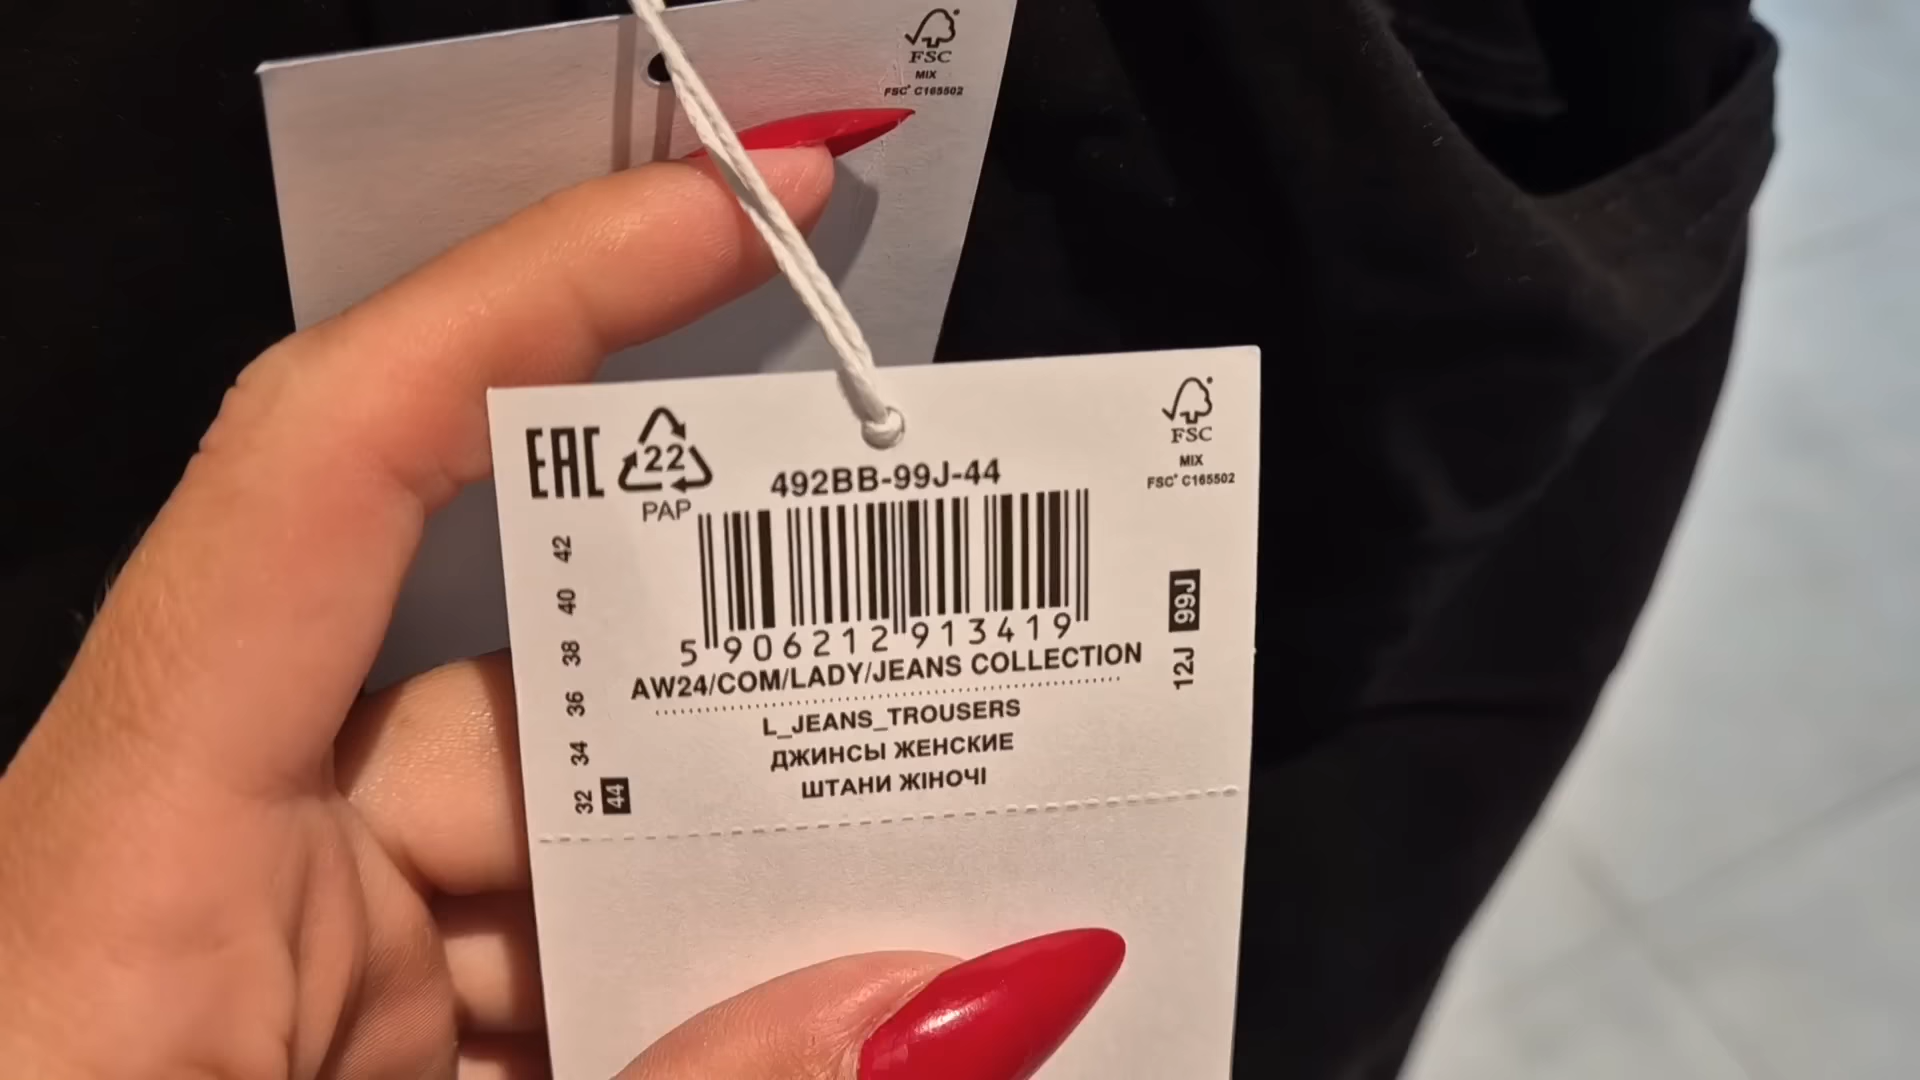 FSC
MIX
FSC® C165502
EAC
22
PAP
492BB-99J-44
FSC
MIX
FSC® C165502
5 906212 913419
AW24/COM/LADY/JEANS COLLECTION
L_JEANS_TROUSERS
ДЖИНСЫ ЖЕНСКИЕ
ШТАНИ ЖІНОЧІ
32 34 36 38 40 42
44
12J 99J